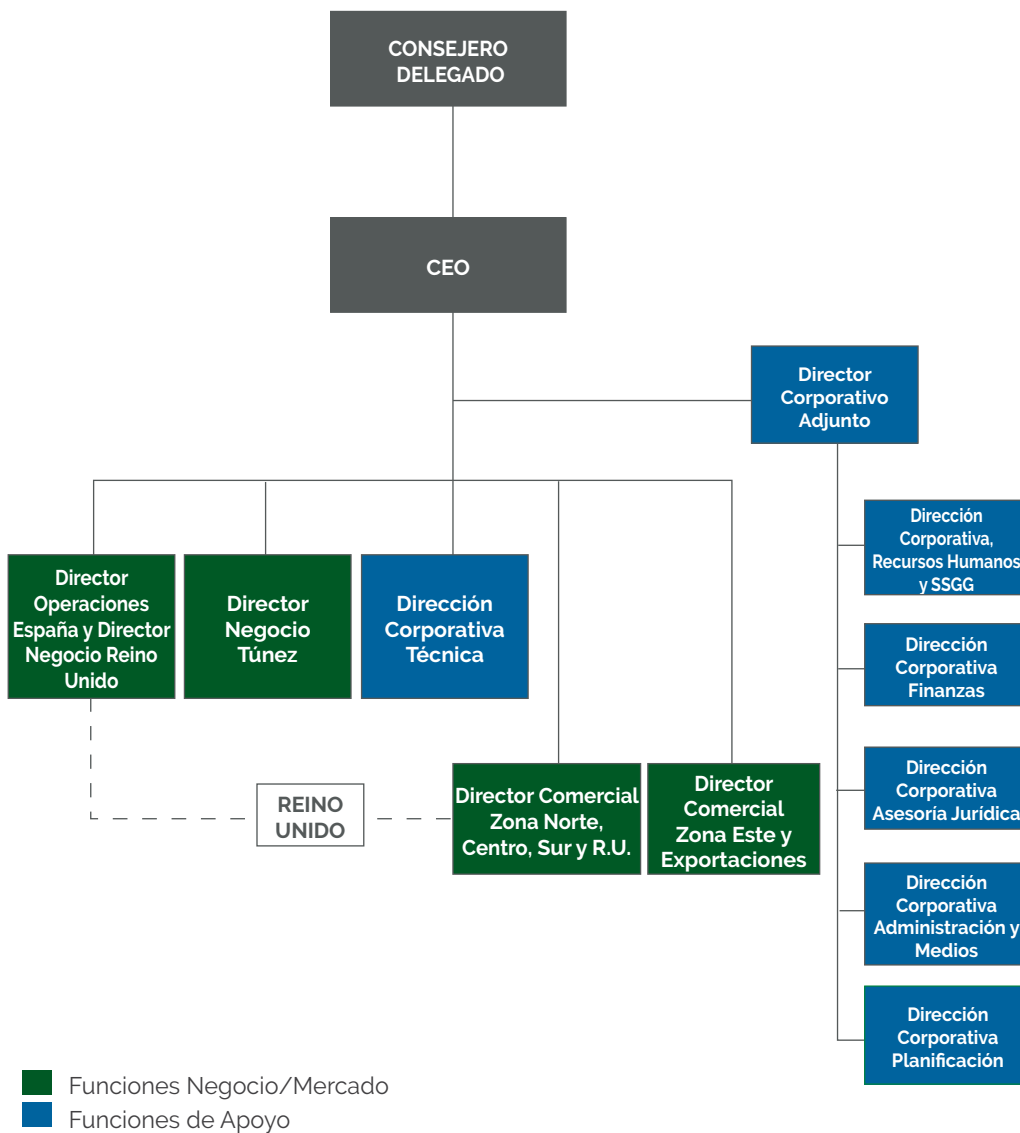 CONSEJERO
DELEGADO
CEO
Director
Corporativo
Adjunto
Dirección
Corporativa,
Recursos Humanos
y SSGG
Director
Operaciones
España y Director
Negocio Reino
Unido
Director
Negocio
Túnez
Dirección
Corporativa
Técnica
Dirección
Corporativa
Finanzas
REINO
UNIDO
Director Comercial
Zona Norte,
Centro, Sur y R.U.
Director
Comercial
Zona Este y
Exportaciones
Dirección
Corporativa
Asesoría Jurídica
Dirección
Corporativa
Administración y
Medios
Dirección
Corporativa
Planificación
Funciones Negocio/Mercado
Funciones de Apoyo